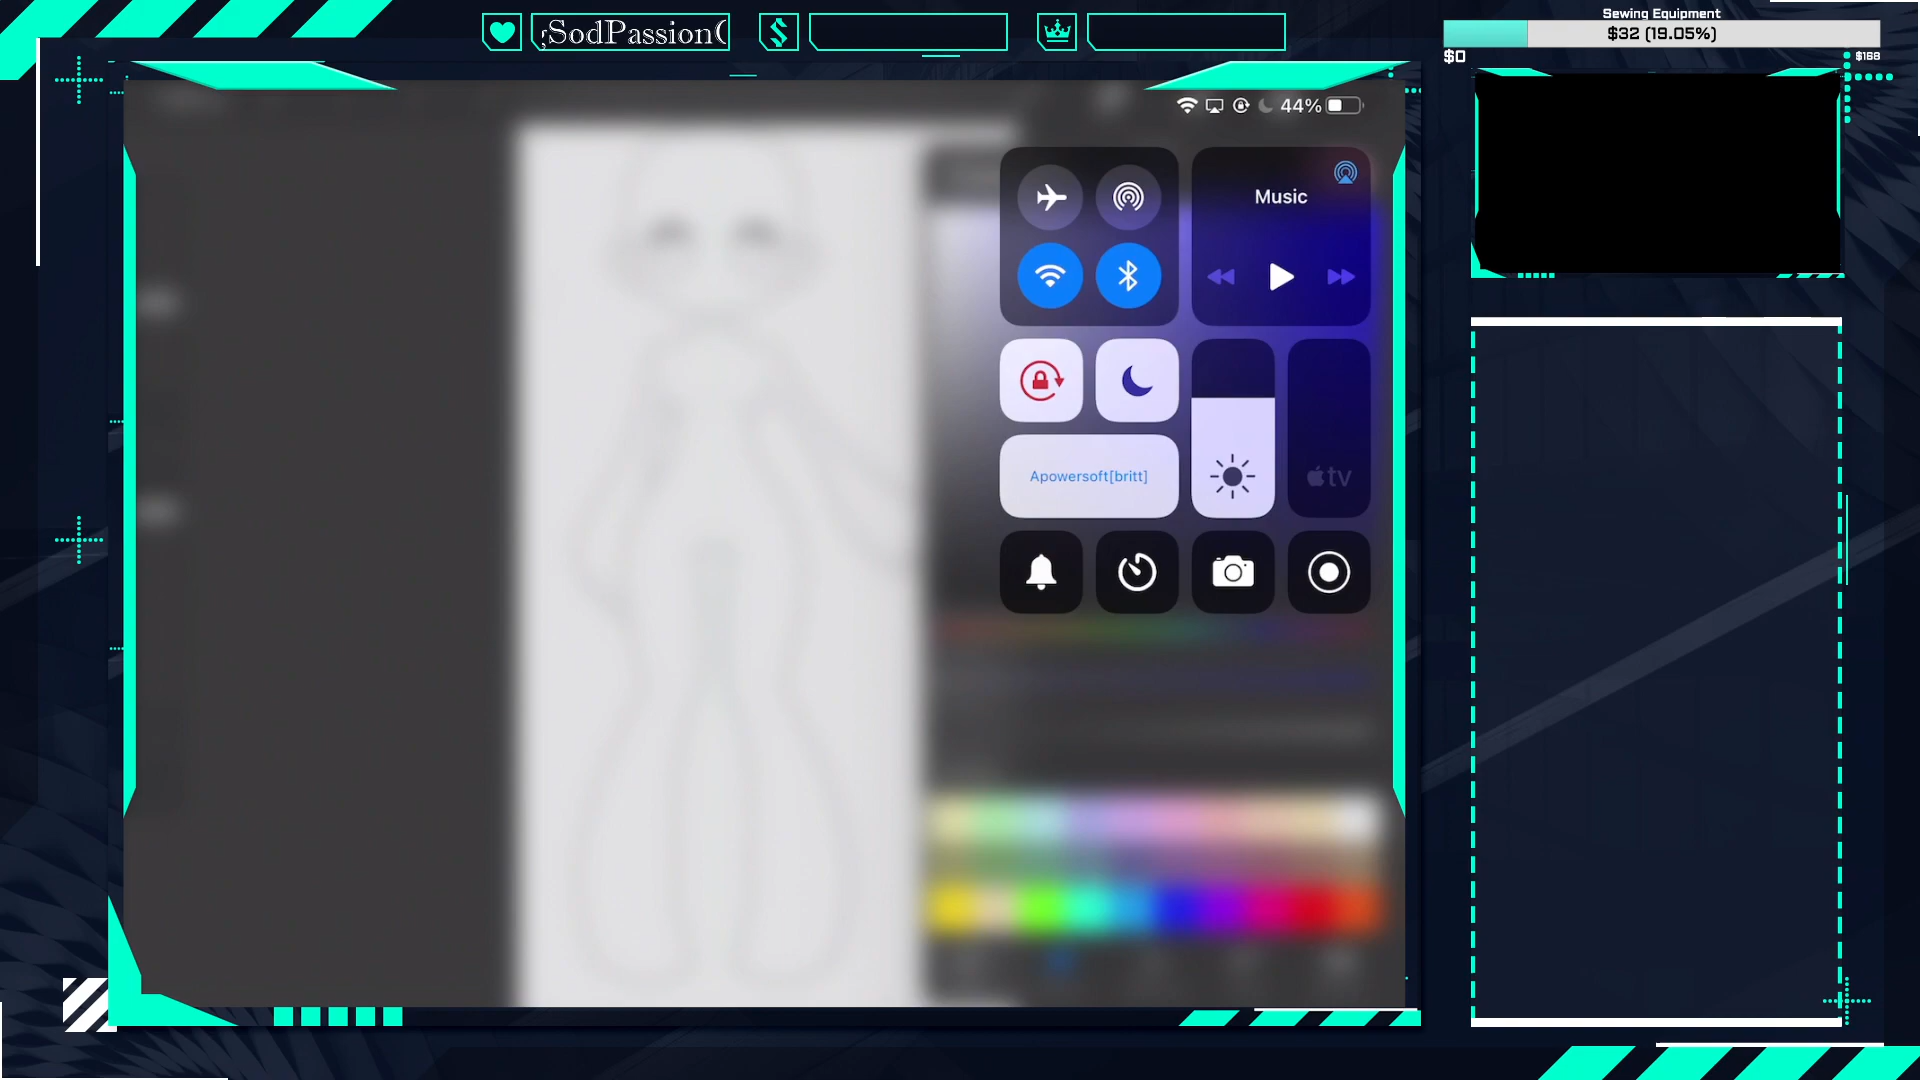 ;SodPassion(
Sewing Equipment
$32 (19.05%)
$0
$168
44%
Music
Apowersoft[britt]
tv